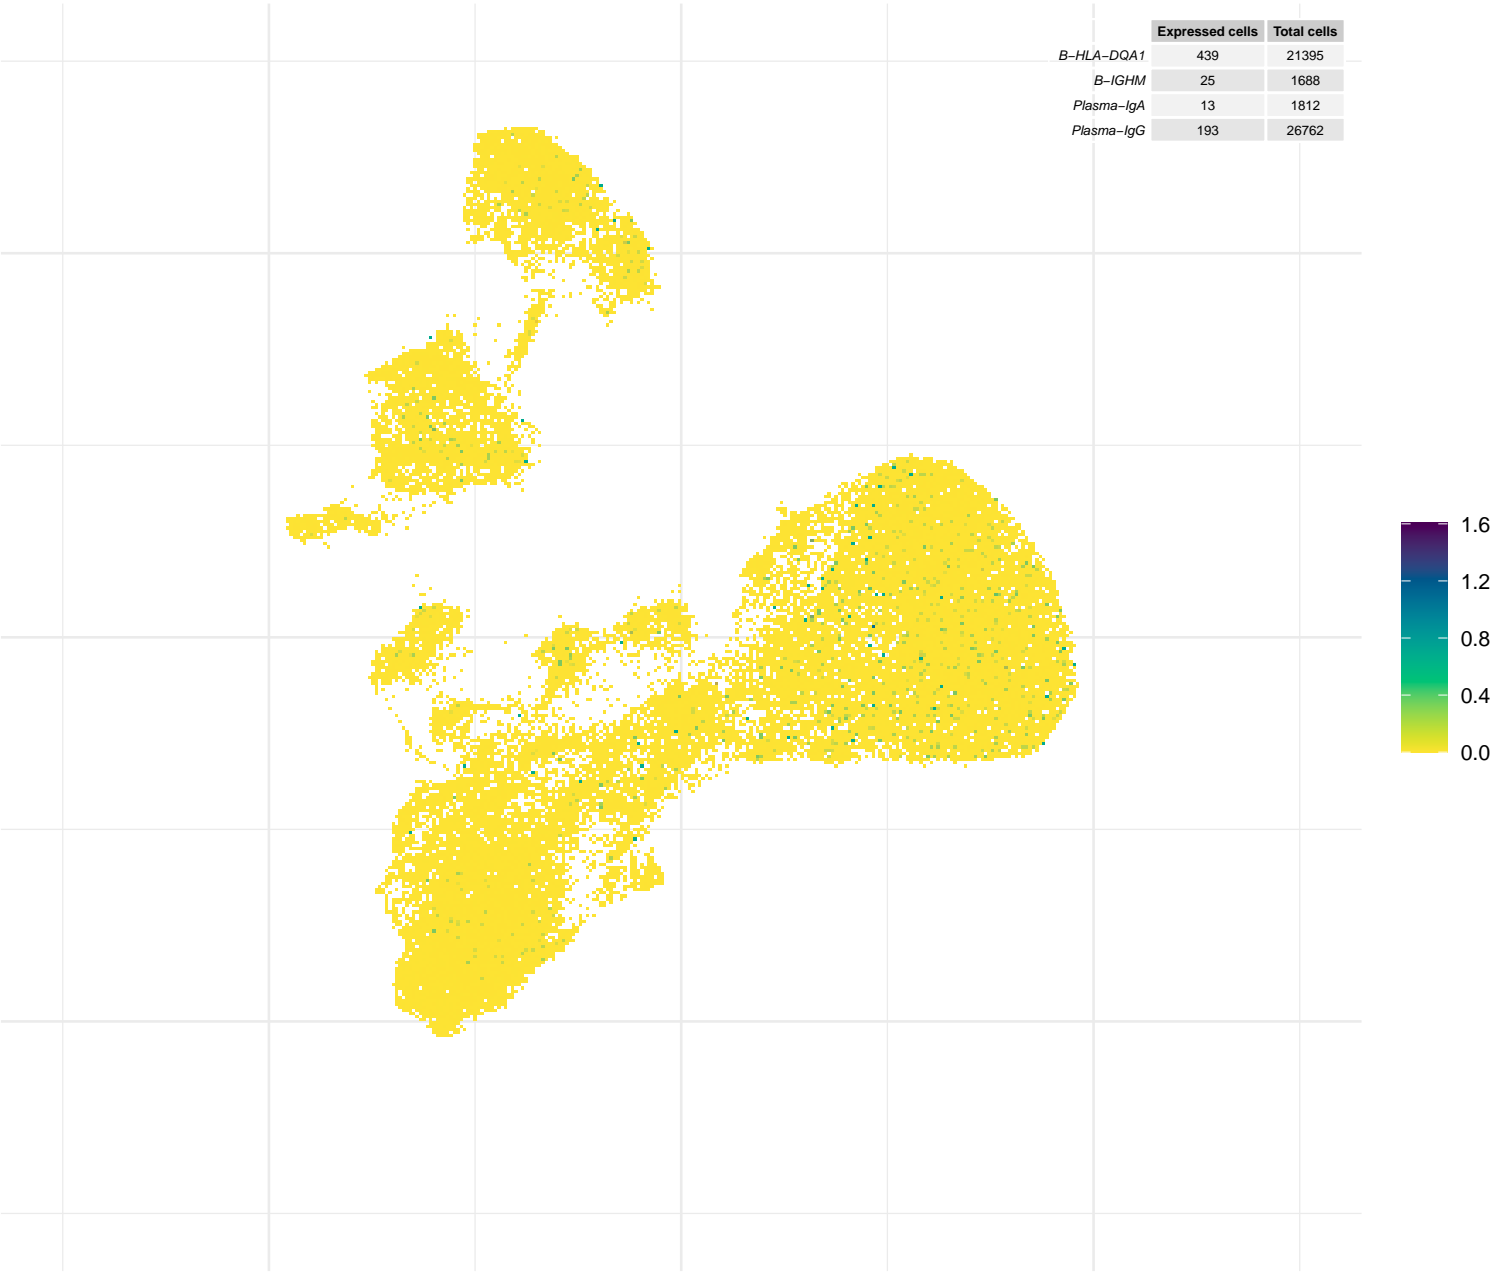 Expressed cells Total cells
B−HLA−DQA1 439 21395
B−IGHM 25 1688
Plasma−IgA 13 1812
Plasma−IgG 193 26762
1.6
1.2
0.8
0.4
0.0